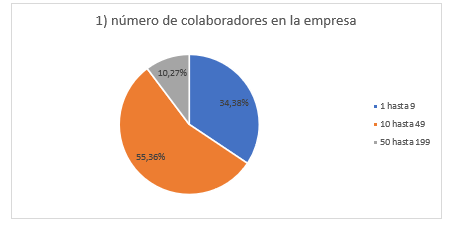 1) número de colaboradores en la empresa
10,27%
34,38%
55,36%
1 hasta 9
10 hasta 49
50 hasta 199